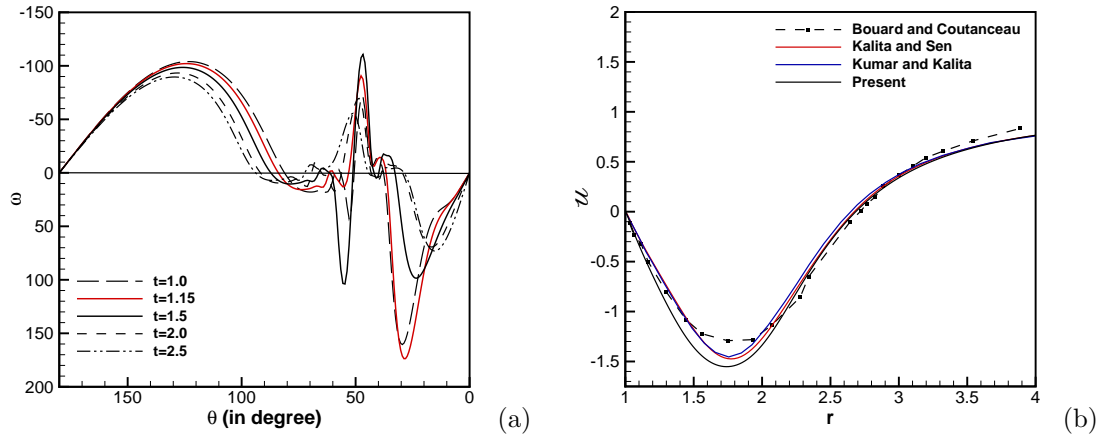 -150
-100
-50
0
50
100
150
200
ω
t=1.0
t=1.15
t=1.5
t=2.0
t=2.5
150
100
50
0
θ (in degree)
(a)
2
1.5
1
0.5
0
-0.5
-1
-1.5
u
Bouard and Coutanceau
Kalita and Sen
Kumar and Kalita
Present
1
1.5
2
2.5
3
3.5
4
r
(b)